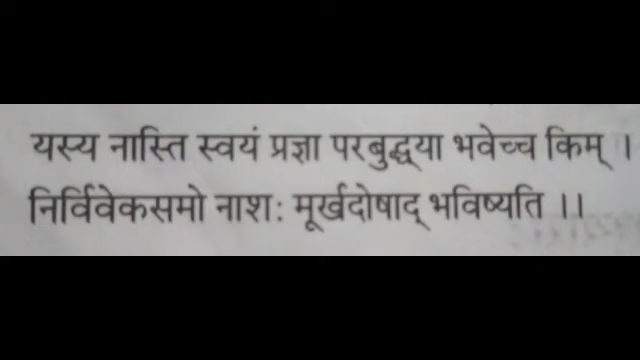 यस्य नास्ति स्वयं प्रज्ञा परबुद्ध्या भवेच्च किम् ।
निर्विवेकसमो नाशः मूर्खदोषाद् भविष्यति ।।